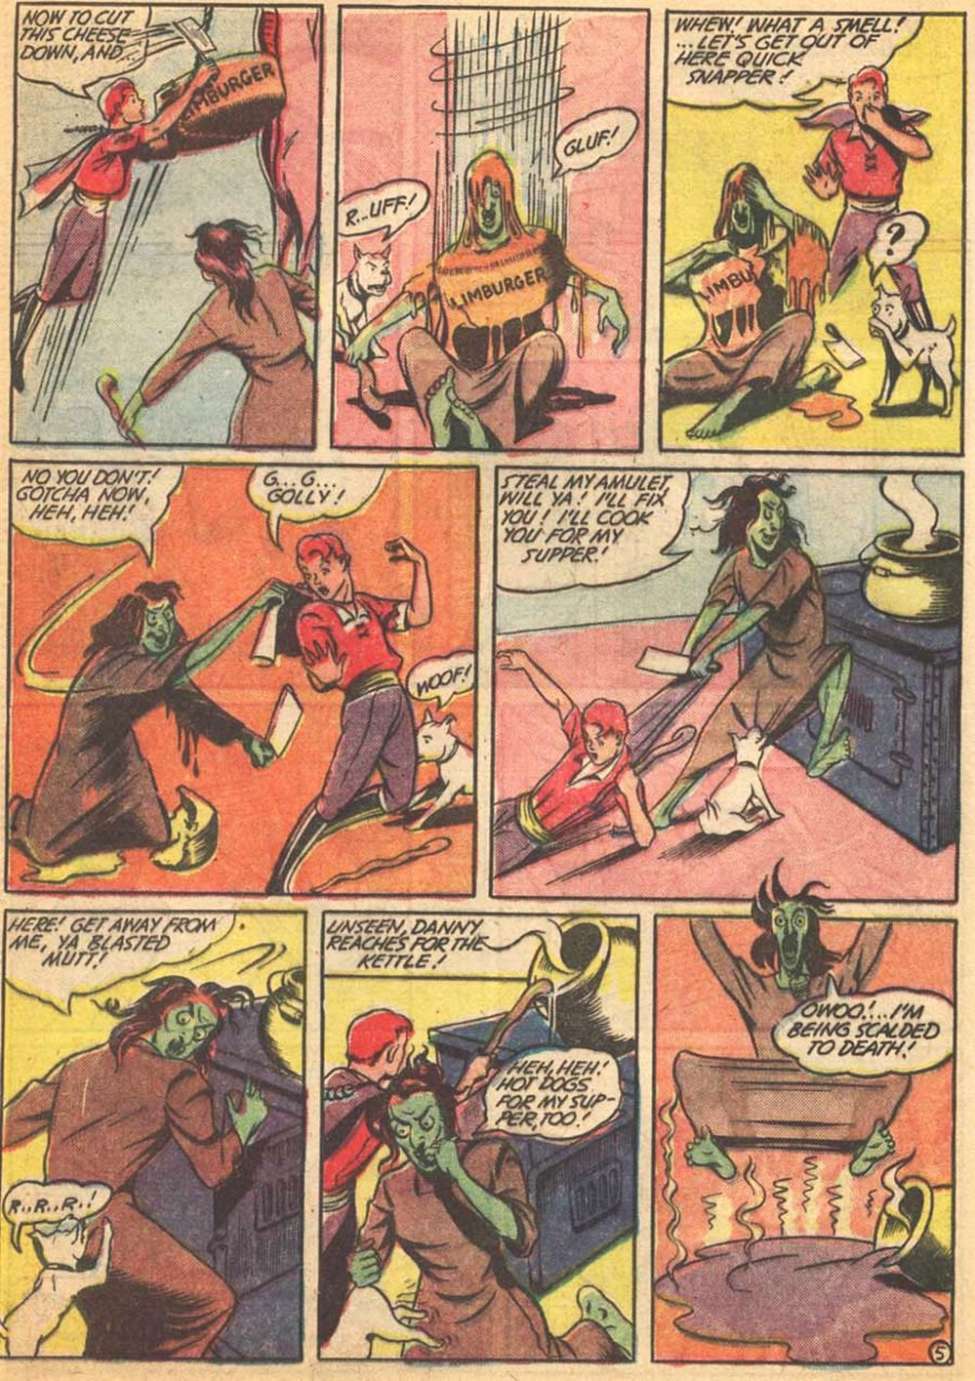 NOW TO CUT
THIS CHEESE
DOWN, AND...
LIMBURGER
R...UFF!
GLUF!
LIMBURGER
WHEW! WHAT A SMELL!
...LET'S GET OUT OF
HERE QUICK
SNAPPER!
?
LIMBU
NO YOU DON'T!
GOTCHA NOW,
HEH, HEH!
G... G...
GOLLY!
WOOF!
STEAL MY AMULET,
WILL YA! I'LL FIX
YOU! I'LL COOK
YOU FOR MY
SUPPER!
HERE! GET AWAY FROM
ME, YA BLASTED
MUTT!
R..R..R..!
UNSEEN, DANNY
REACHES FOR THE
KETTLE!
HEH, HEH!
HOT DOGS
FOR MY SUP-
PER, TOO!
OWOO!...I'M
BEING SCALDED
TO DEATH!
5